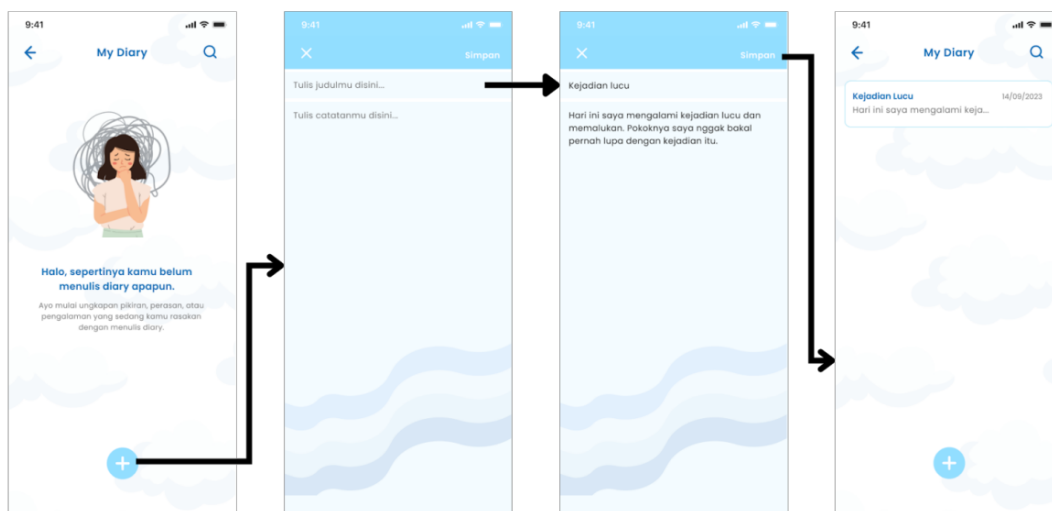 9:41
My Diary
Halo, sepertinya kamu belum
menulis diary apapun.
Ayo mulai ungkapan pikiran, perasan, atau
pengalaman yang sedang kamu rasakan
dengan menulis diary.
9:41
Simpan
Tulis judulmu disini...
Tulis catatanmu disini...
9:41
Simpan
Kejadian lucu
Hari ini saya mengalami kejadian lucu dan
memalukan. Pokoknya saya nggak bakal
pernah lupa dengan kejadian itu.
9:41
My Diary
Kejadian Lucu 14/09/2023
Hari ini saya mengalami keja...